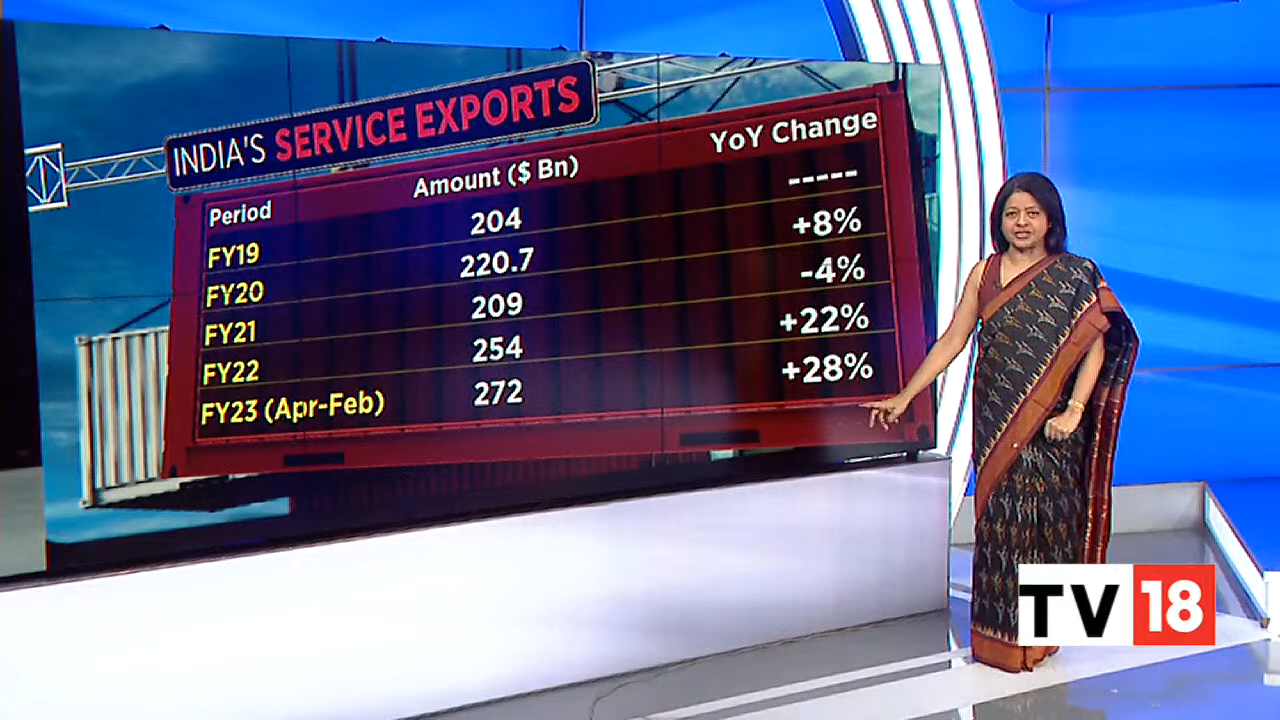 INDIA'S SERVICE EXPORTS
Period Amount ($ Bn) YoY Change
FY19 204 -----
FY20 220.7 +8%
FY21 209 -4%
FY22 254 +22%
FY23 (Apr-Feb) 272 +28%
TV18